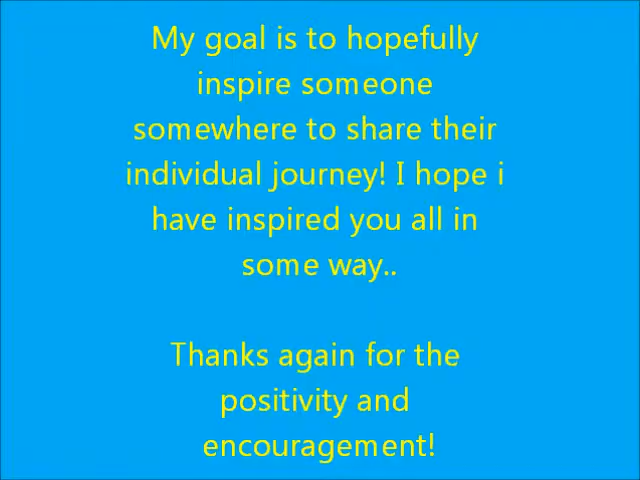 My goal is to hopefully
inspire someone
somewhere to share their
individual journey! I hope i
have inspired you all in
some way..
Thanks again for the
positivity and
encouragement!